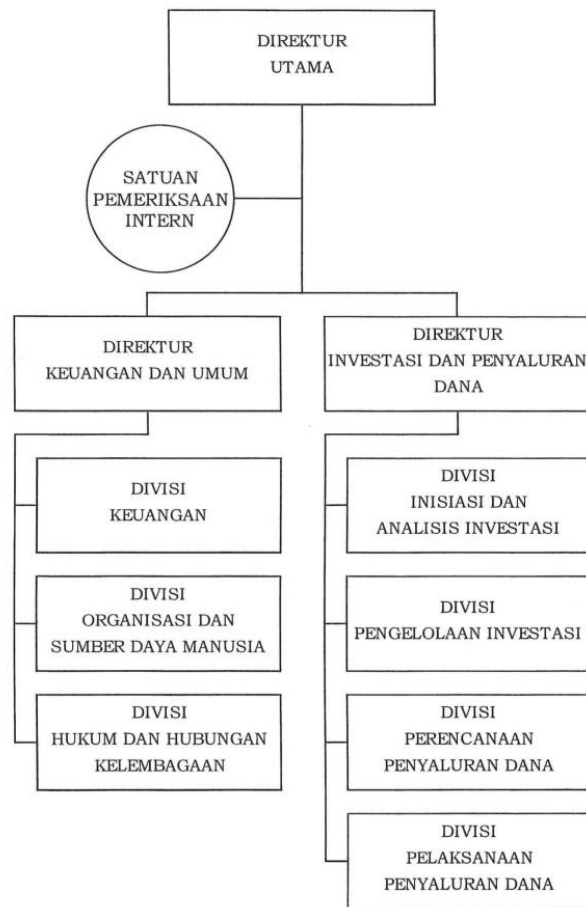 DIREKTUR
UTAMA
SATUAN
PEMERIKSAAN
INTERN
DIREKTUR
KEUANGAN DAN UMUM
DIREKTUR
INVESTASI DAN PENYALURAN
DANA
DIVISI
KEUANGAN
DIVISI
ORGANISASI DAN
SUMBER DAYA MANUSIA
DIVISI
HUKUM DAN HUBUNGAN
KELEMBAGAAN
DIVISI
INISIASI DAN
ANALISIS INVESTASI
DIVISI
PENGELOLAAN INVESTASI
DIVISI
PERENCANAAN
PENYALURAN DANA
DIVISI
PELAKSANAAN
PENYALURAN DANA